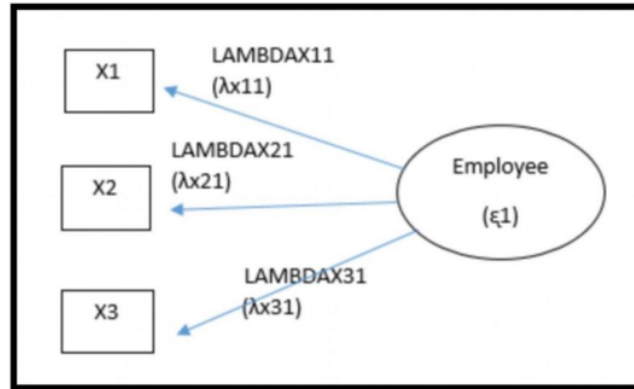 X1
LAMBDAX11
(λx11)
X2
LAMBDAX21
(λx21)
Employee
(ξ1)
X3
LAMBDAX31
(λx31)